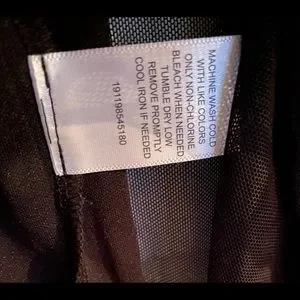 MACHINE WASH COLD
WITH LIKE COLORS
ONLY NON-CHLORINE
BLEACH WHEN NEEDED
TUMBLE DRY LOW
REMOVE PROMPTLY
COOL IRON IF NEEDED
191198545180